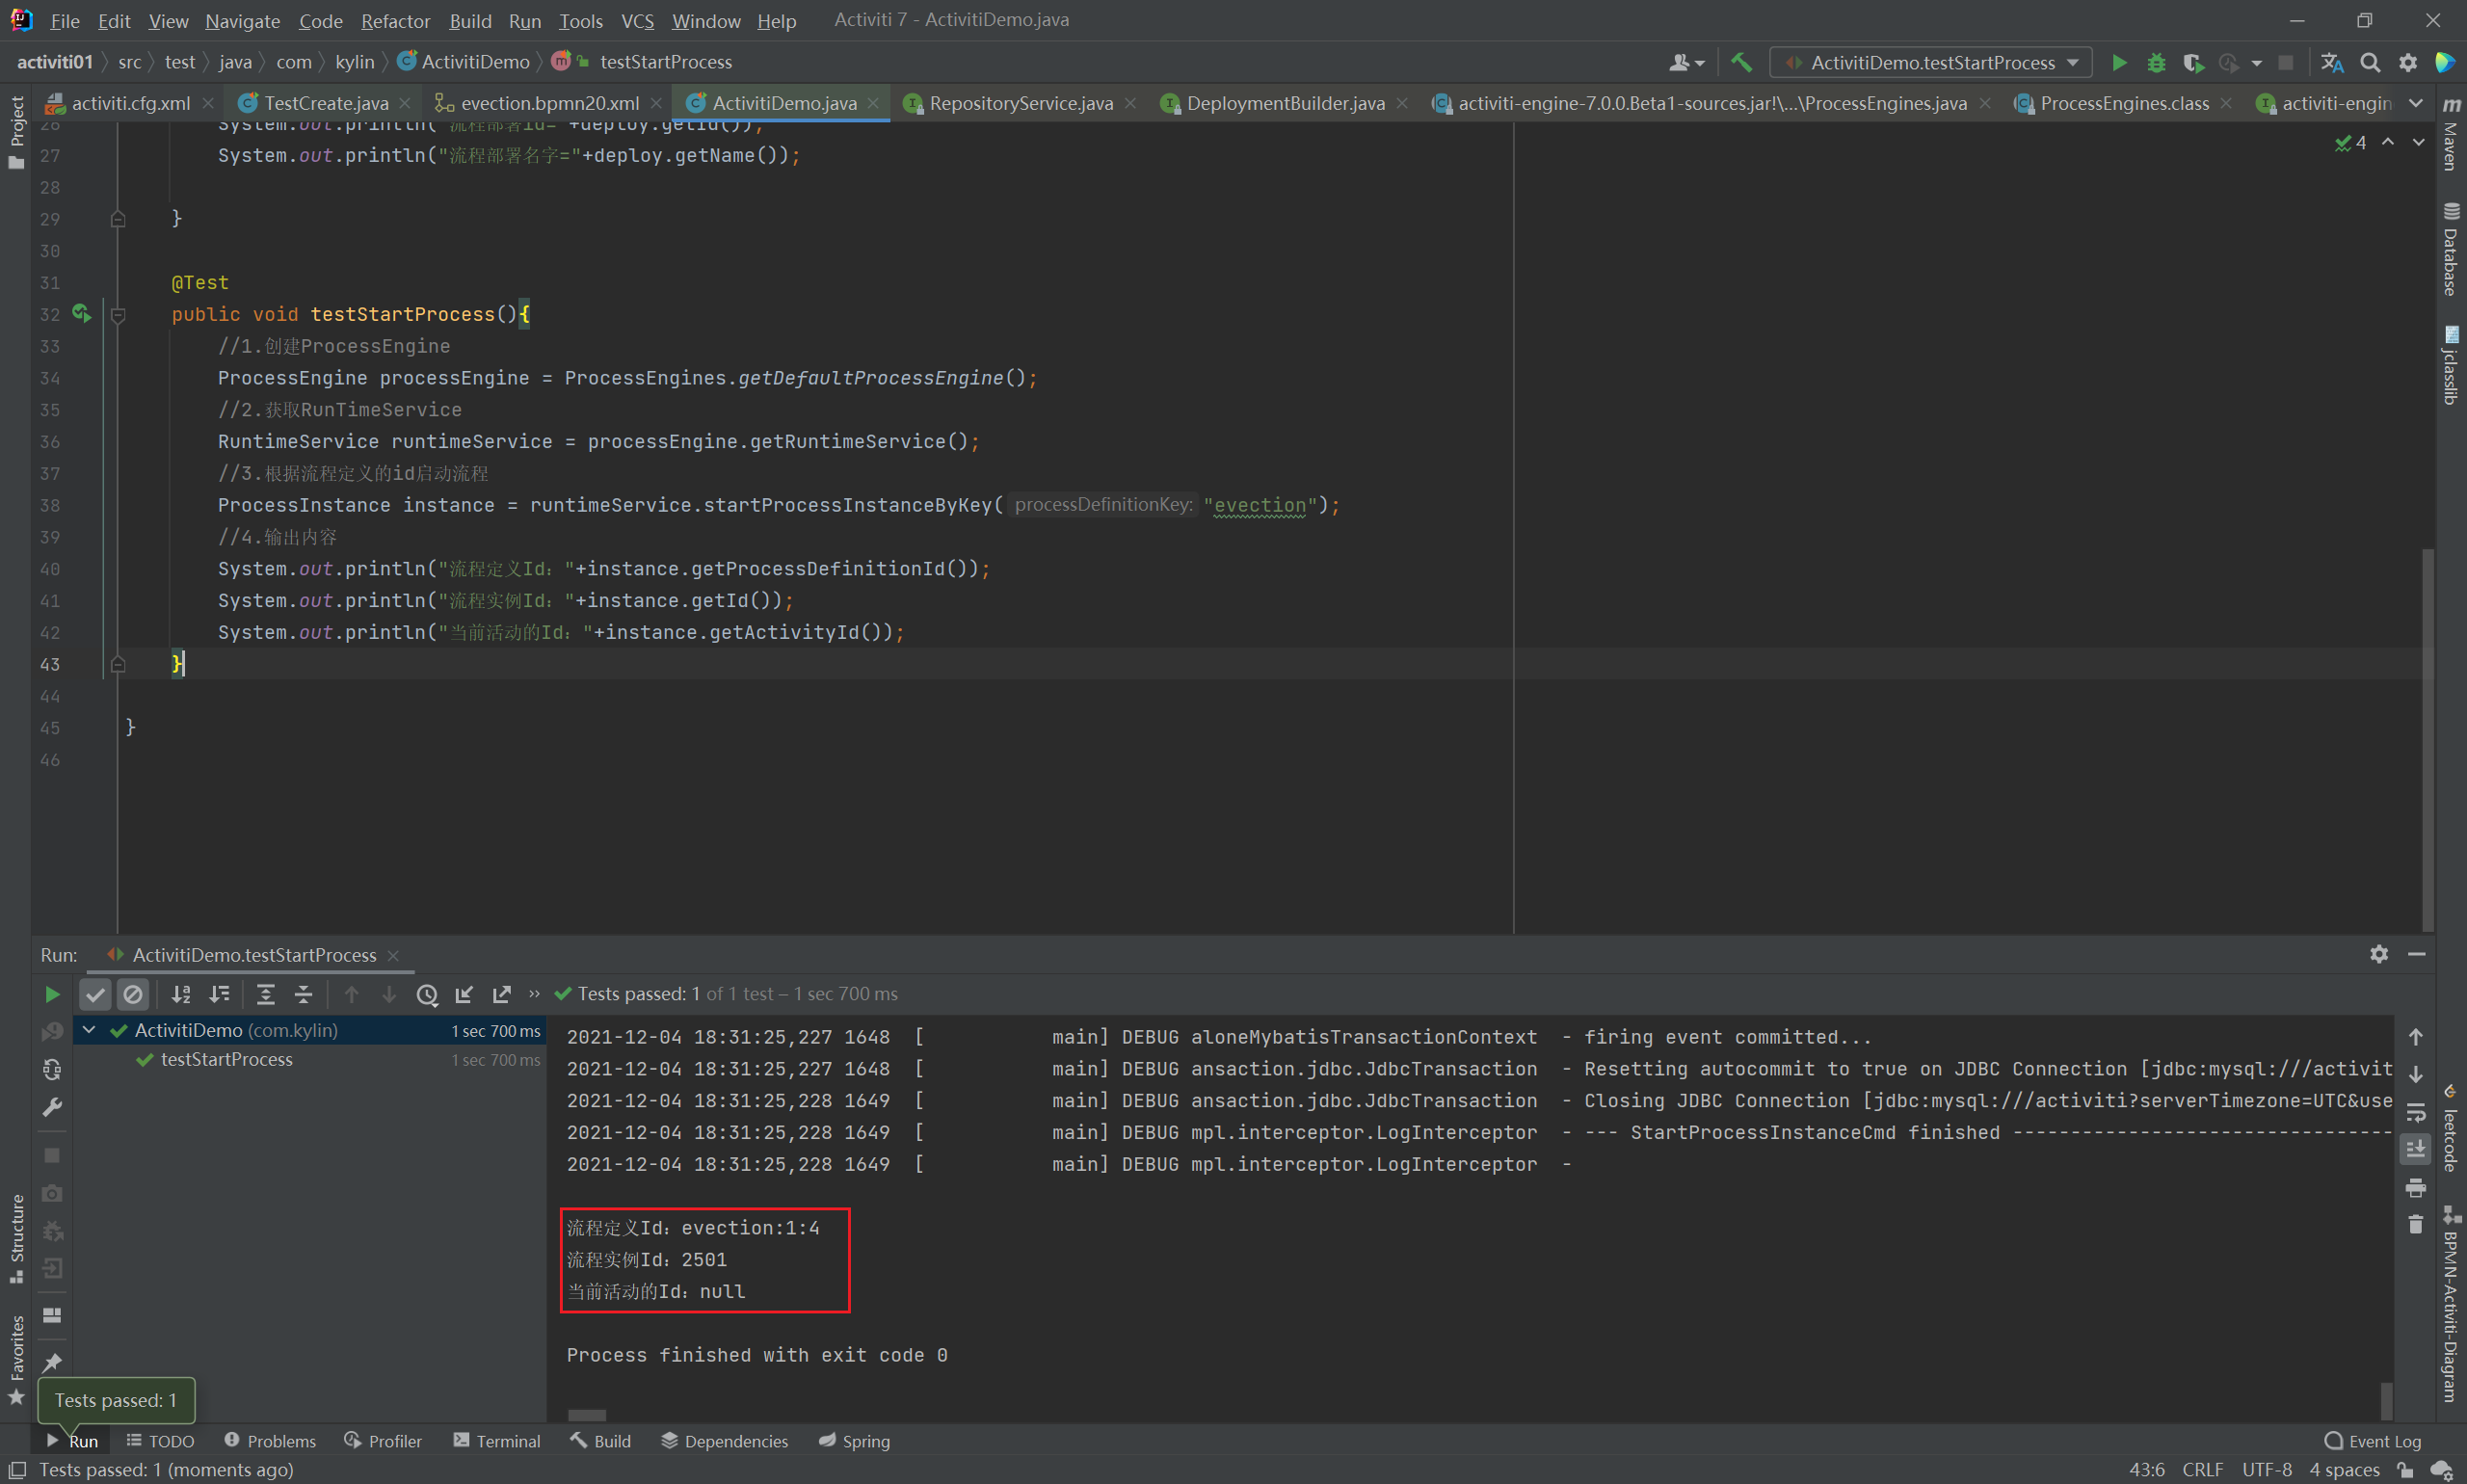 File Edit View Navigate Code Refactor Build Run Tools VCS Window Help Activiti 7 - ActivitiDemo.java
activiti01 src test java com kylin ActivitiDemo testStartProcess ActivitiDemo.testStartProcess
activiti.cfg.xml TestCreate.java evection.bpmn20.xml ActivitiDemo.java RepositoryService.java DeploymentBuilder.java activiti-engine-7.0.0.Beta1-sources.jar!\...\ProcessEngines.java ProcessEngines.class activiti-engin
Project
Structure
Favorites
Maven
Database
jclasslib
leetcode
BPMN-Activiti-Diagram
4
26 System.out.println("流程部署id="+deploy.getId());
27 System.out.println("流程部署名字="+deploy.getName());
28
29 }
30
31 @Test
32 public void testStartProcess(){
33 //1.创建ProcessEngine
34 ProcessEngine processEngine = ProcessEngines.getDefaultProcessEngine();
35 //2.获取RunTimeService
36 RuntimeService runtimeService = processEngine.getRuntimeService();
37 //3.根据流程定义的id启动流程
38 ProcessInstance instance = runtimeService.startProcessInstanceByKey( processDefinitionKey: "evection");
39 //4.输出内容
40 System.out.println("流程定义Id："+instance.getProcessDefinitionId());
41 System.out.println("流程实例Id："+instance.getId());
42 System.out.println("当前活动的Id："+instance.getActivityId());
43 }
44
45 }
46
Run: ActivitiDemo.testStartProcess
Tests passed: 1 of 1 test – 1 sec 700 ms
ActivitiDemo (com.kylin) 1 sec 700 ms
testStartProcess 1 sec 700 ms
2021-12-04 18:31:25,227 1648 [ main] DEBUG aloneMybatisTransactionContext - firing event committed...
2021-12-04 18:31:25,227 1648 [ main] DEBUG ansaction.jdbc.JdbcTransaction - Resetting autocommit to true on JDBC Connection [jdbc:mysql:///activit
2021-12-04 18:31:25,228 1649 [ main] DEBUG ansaction.jdbc.JdbcTransaction - Closing JDBC Connection [jdbc:mysql:///activiti?serverTimezone=UTC&use
2021-12-04 18:31:25,228 1649 [ main] DEBUG mpl.interceptor.LogInterceptor - --- StartProcessInstanceCmd finished ---------------------------------
2021-12-04 18:31:25,228 1649 [ main] DEBUG mpl.interceptor.LogInterceptor -
流程定义Id：evection:1:4
流程实例Id：2501
当前活动的Id：null
Process finished with exit code 0
Tests passed: 1
Run TODO Problems Profiler Terminal Build Dependencies Spring Event Log
Tests passed: 1 (moments ago) 43:6 CRLF UTF-8 4 spaces